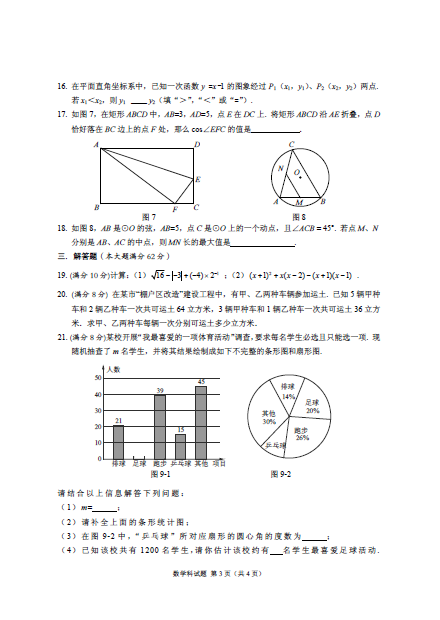 16. 在平面直角坐标系中，已知一次函数 y =x−1 的图象经过 P₁（x₁，y₁）、P₂（x₂，y₂）两点.
若 x₁＜x₂，则 y₁ ____ y₂（填“＞”，“＜”或“=”）.
17. 如图 7，在矩形 ABCD 中，AB=3，AD=5，点 E 在 DC 上. 将矩形 ABCD 沿 AE 折叠，点 D
恰好落在 BC 边上的点 F 处，那么 cos∠EFC 的值是__________.
A D
E
B F C
图 7
C
N O
A M B
图 8
18. 如图 8，AB 是⊙O 的弦，AB=5，点 C 是⊙O 上的一个动点，且∠ACB = 45°. 若点 M、N
分别是 AB、AC 的中点，则 MN 长的最大值是______________.
三．解答题（本大题满分 62 分）
19. (满分 10 分)计算：（1）√16 − |−3| + (−4) × 2⁻¹ ；（2）(x+1)² + x(x−2) − (x+1)(x−1) .
20.（满分 8 分）在某市“棚户区改造”建设工程中，有甲、乙两种车辆参加运土. 已知 5 辆甲种
车和 2 辆乙种车一次共可运土 64 立方米，3 辆甲种车和 1 辆乙种车一次共可运土 36 立方
米. 求甲、乙两种车每辆一次分别可运土多少立方米.
21. (满分 8 分)某校开展“我最喜爱的一项体育活动”调查，要求每名学生必选且只能选一项. 现
随机抽查了 m 名学生，并将其结果绘制成如下不完整的条形图和扇形图.
人数
50
40
30
20
10
0
21
39
15
45
排球 足球 跑步 乒乓球 其他 项目
图 9-1
排球
14%
足球
20%
跑步
26%
乒乓球
其他
30%
图 9-2
请结合以上信息解答下列问题：
（1）m=______；
（2）请补全上面的条形统计图；
（3）在图 9-2 中，“乒乓球”所对应扇形的圆心角的度数为______；
（4）已知该校共有 1200 名学生，请你估计该校约有___名学生最喜爱足球活动.
数学科试题 第 3 页（共 4 页）